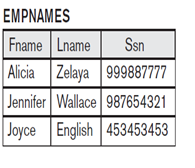 EMPNAMES
Fname Lname Ssn
Alicia Zelaya 999887777
Jennifer Wallace 987654321
Joyce English 453453453